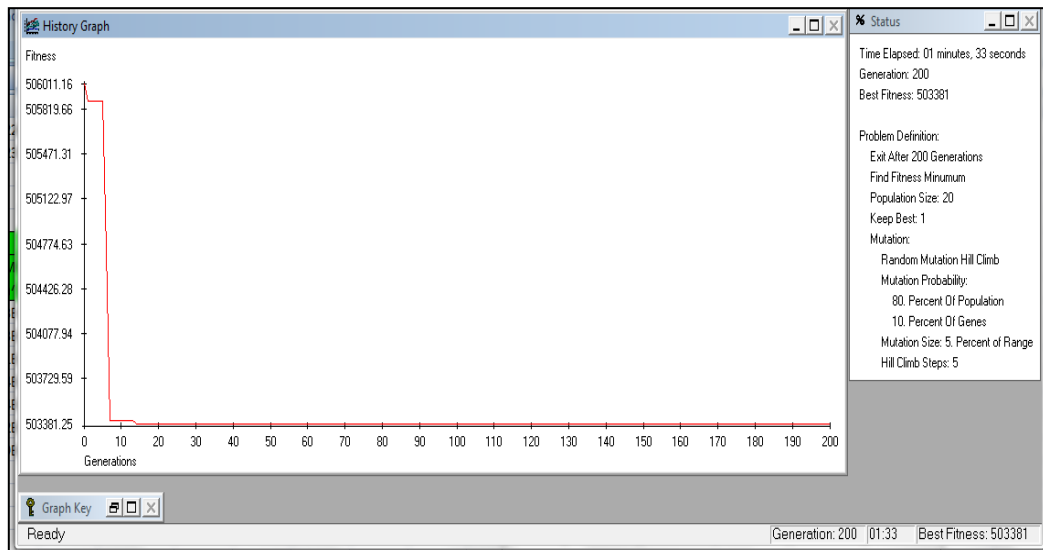 History Graph
Fitness
506011.16
505819.66
505471.31
505122.97
504774.63
504426.28
504077.94
503729.59
503381.25
0 10 20 30 40 50 60 70 80 90 100 110 120 130 140 150 160 170 180 190 200
Generations
Status
Time Elapsed: 01 minutes, 33 seconds
Generation: 200
Best Fitness: 503381
Problem Definition:
Exit After 200 Generations
Find Fitness Minumum
Population Size: 20
Keep Best: 1
Mutation:
Random Mutation Hill Climb
Mutation Probability:
80. Percent Of Population
10. Percent Of Genes
Mutation Size: 5. Percent of Range
Hill Climb Steps: 5
Graph Key
Ready
Generation: 200 01:33 Best Fitness: 503381